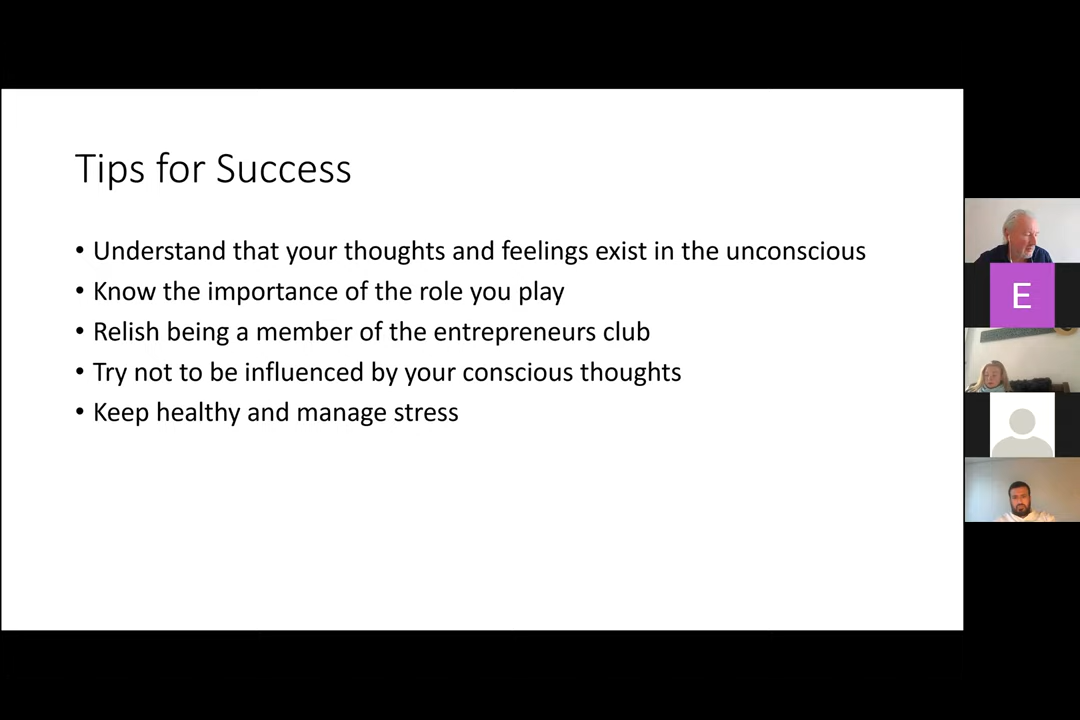 Tips for Success
• Understand that your thoughts and feelings exist in the unconscious
• Know the importance of the role you play
• Relish being a member of the entrepreneurs club
• Try not to be influenced by your conscious thoughts
• Keep healthy and manage stress
E